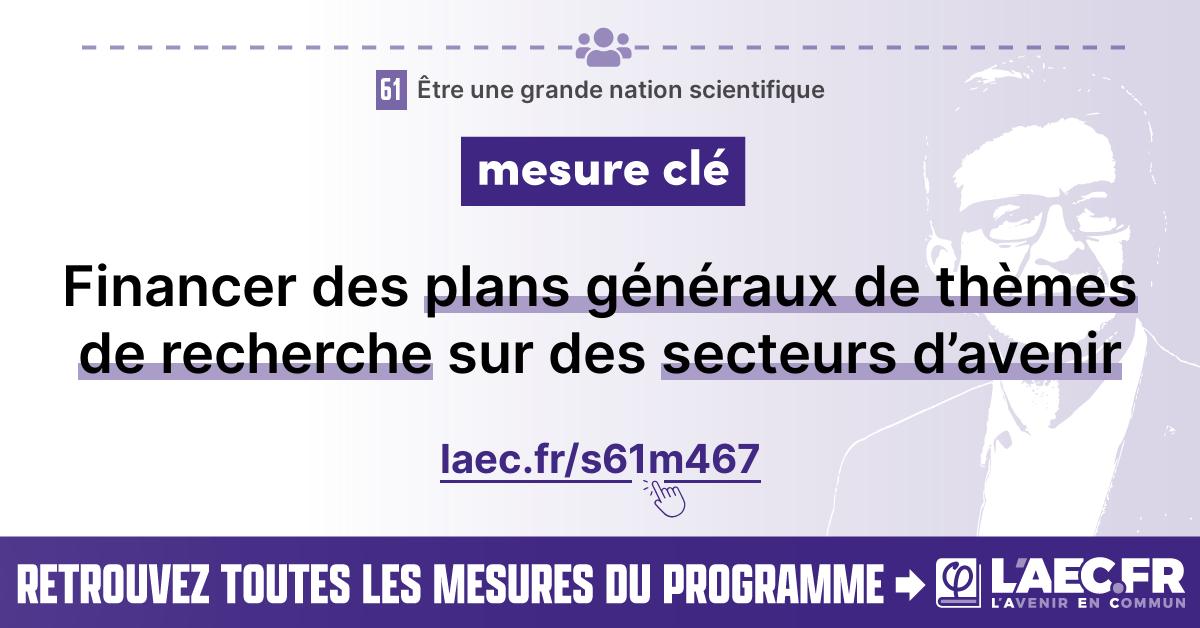 61 Être une grande nation scientifique
mesure clé
Financer des plans généraux de thèmes
de recherche sur des secteurs d’avenir
laec.fr/s61m467
RETROUVEZ TOUTES LES MESURES DU PROGRAMME
φ L'AEC.FR
L'AVENIR EN COMMUN